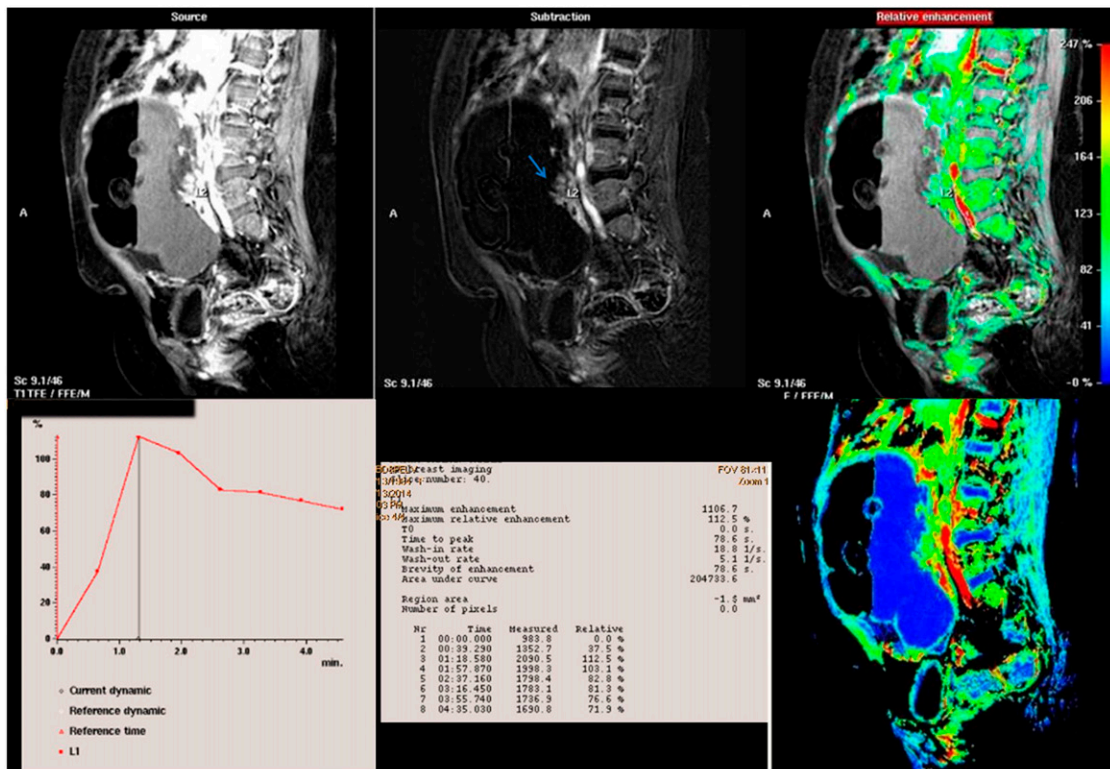 Source
Subtraction
Relative enhancement
247 %
206
164
123
82
41
-0 %
A
L2
A
L2
A
L2
Sc 9.1/46
T1 TFE / FFE/M
Sc 9.1/46
Sc 9.1/46
%
100
80
60
40
20
0
0.0
1.0
2.0
3.0
4.0
min.
Current dynamic
Reference dynamic
Reference time
L1
breast imaging
number: 40.
FOV
Zoom 1
Maximum enhancement 1106.7
Maximum relative enhancement 112.5 %
T0 0.0 s.
Time to peak 78.6 s.
Wash-in rate 18.8 1/s.
Wash-out rate 5.1 1/s.
Brevity of enhancement 78.6 s.
Area under curve 204733.6
Region area -1.5 mm²
Number of pixels 0.0
Nr Time Measured Relative
1 00:00.000 983.8 0.0 %
2 00:39.290 1352.7 37.5 %
3 01:18.580 2090.5 112.5 %
4 01:57.870 1998.3 103.1 %
5 02:37.160 1798.4 82.8 %
6 03:16.450 1783.1 81.3 %
7 03:55.740 1736.9 76.6 %
8 04:35.030 1690.8 71.9 %